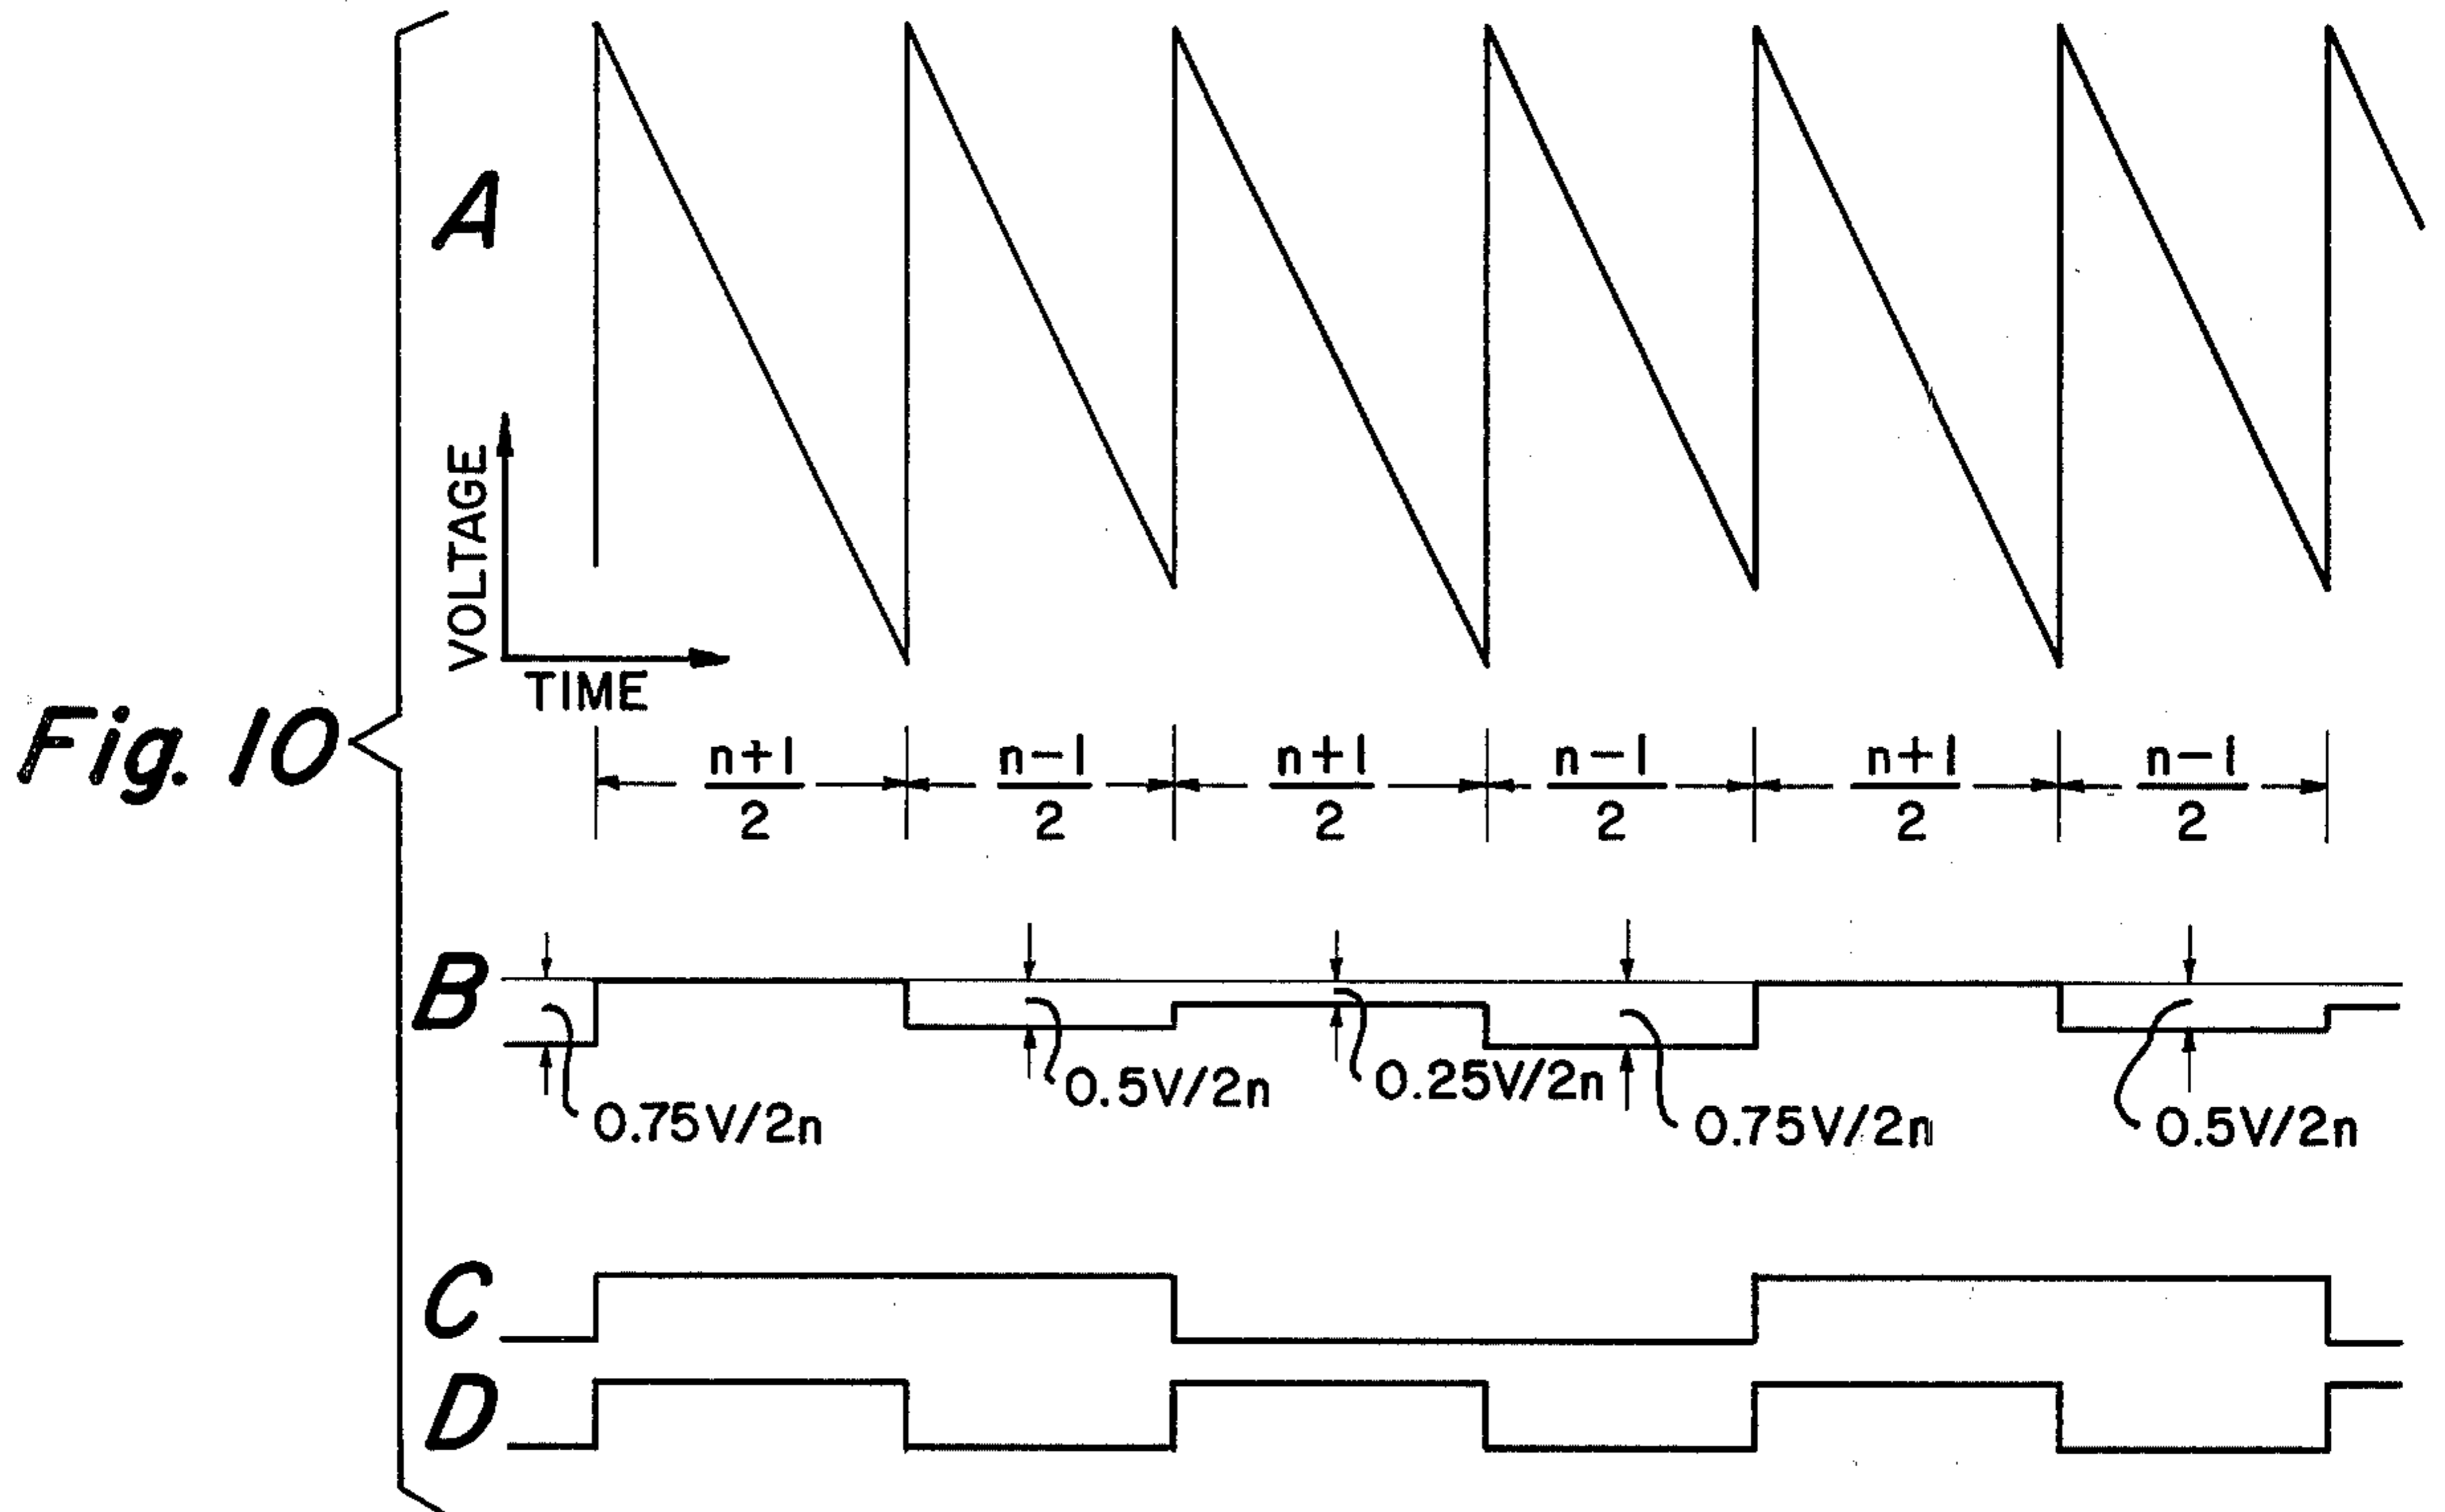 A
VOLTAGE
TIME
Fig. 10
n+1/2 n-1/2 n+1/2 n-1/2 n+1/2 n-1/2
B
0.75V/2n 0.5V/2n 0.25V/2n 0.75V/2n 0.5V/2n
C
D